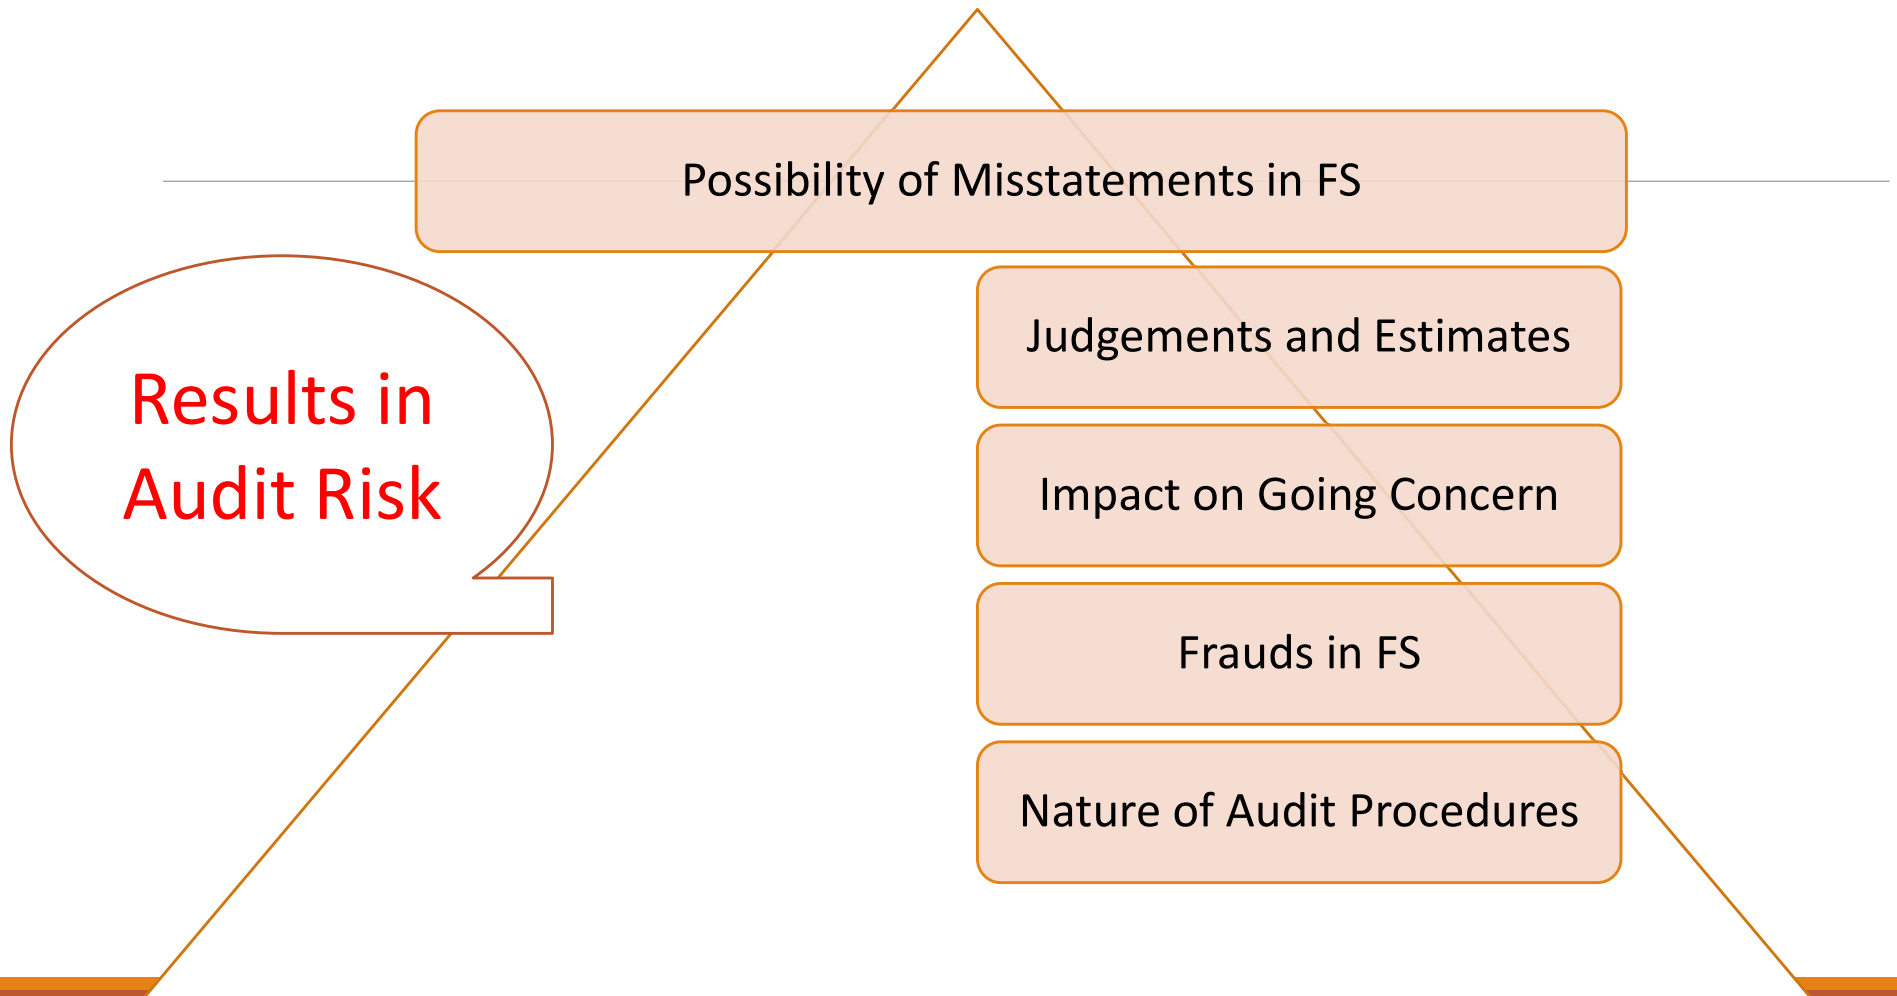 Possibility of Misstatements in FS
Results in
Audit Risk
Judgements and Estimates
Impact on Going Concern
Frauds in FS
Nature of Audit Procedures